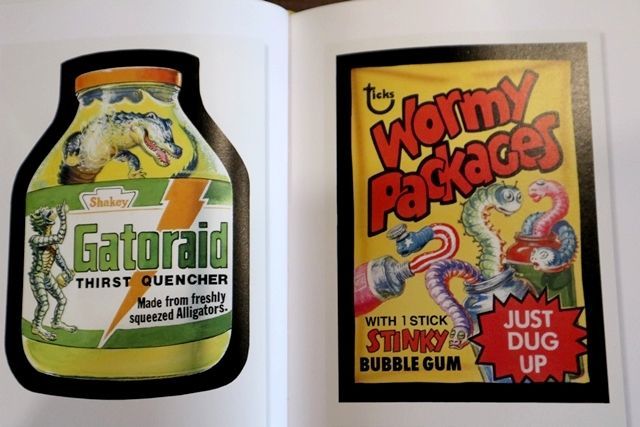 Shakey
Gatoraid
THIRST QUENCHER
Made from freshly
squeezed Alligators.
ticks
Wormy
Packages
WITH 1 STICK
STINKY
BUBBLE GUM
JUST
DUG
UP